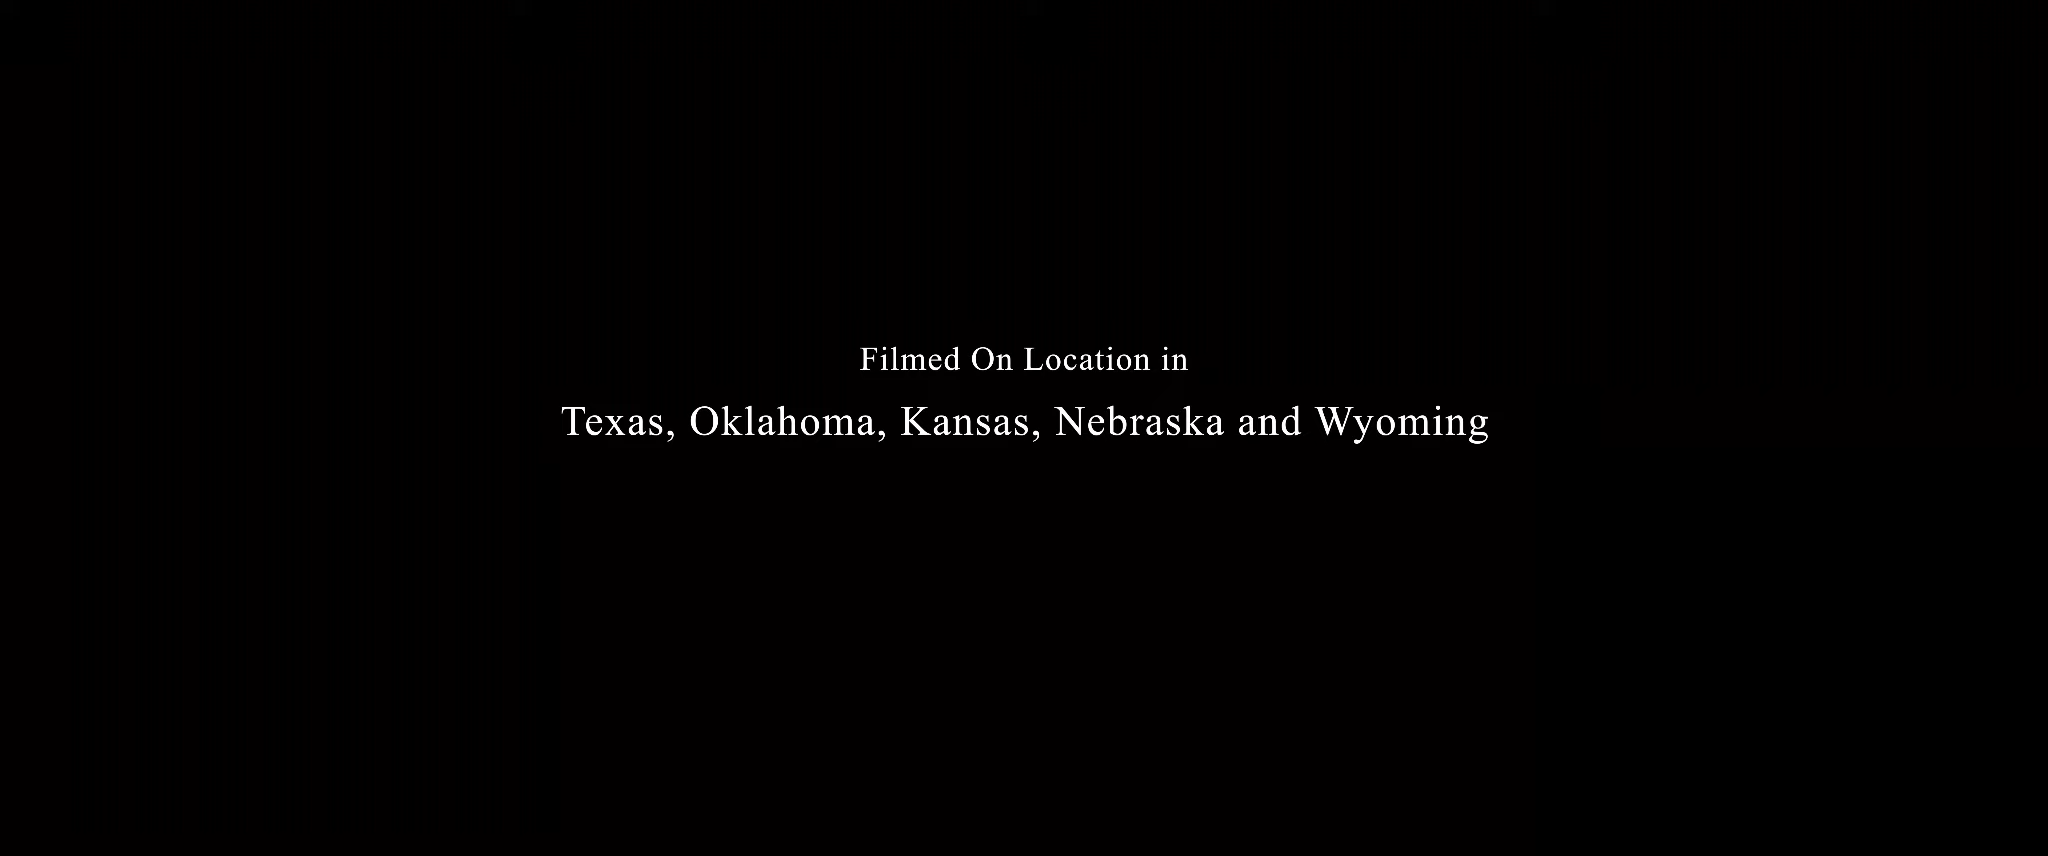 Filmed On Location in
Texas, Oklahoma, Kansas, Nebraska and Wyoming